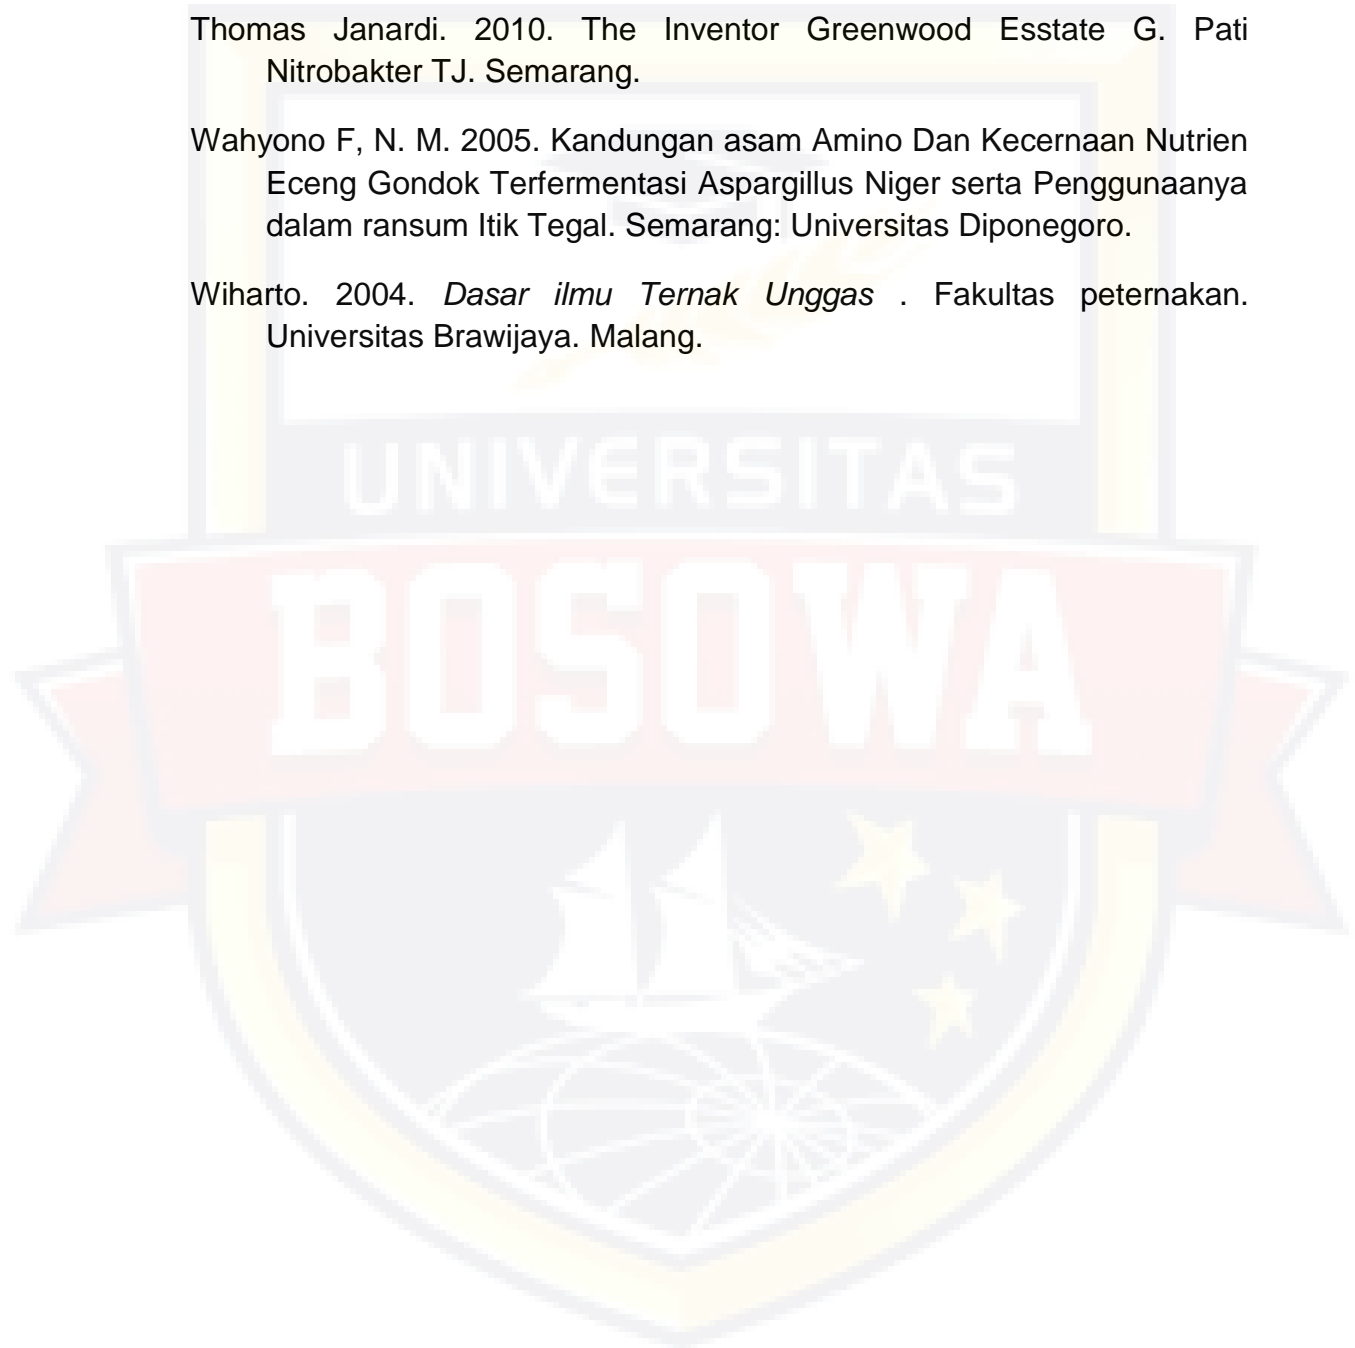 Thomas Janardi. 2010. The Inventor Greenwood Esstate G. Pati
Nitrobakter TJ. Semarang.
Wahyono F, N. M. 2005. Kandungan asam Amino Dan Kecernaan Nutrien
Eceng Gondok Terfermentasi Aspargillus Niger serta Penggunaanya
dalam ransum Itik Tegal. Semarang: Universitas Diponegoro.
Wiharto. 2004. Dasar ilmu Ternak Unggas . Fakultas peternakan.
Universitas Brawijaya. Malang.
UNIVERSITAS
BOSOWA